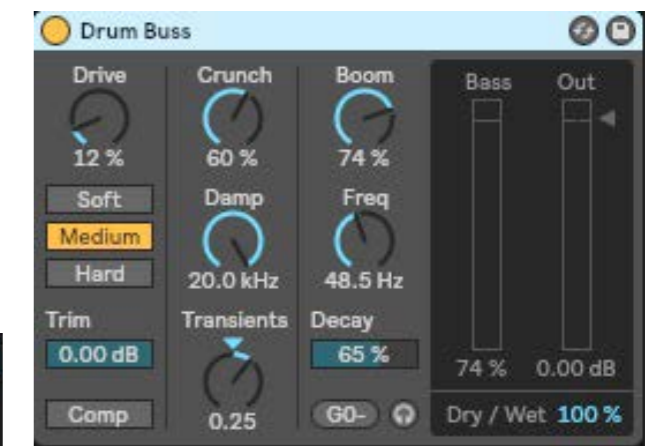 Drum Buss
Drive Crunch Boom Bass Out
12 % 60 % 74 %
Soft Damp Freq
Medium
Hard 20.0 kHz 48.5 Hz
Trim Transients Decay
0.00 dB 65 % 74 % 0.00 dB
Comp 0.25 G0- Dry / Wet 100 %